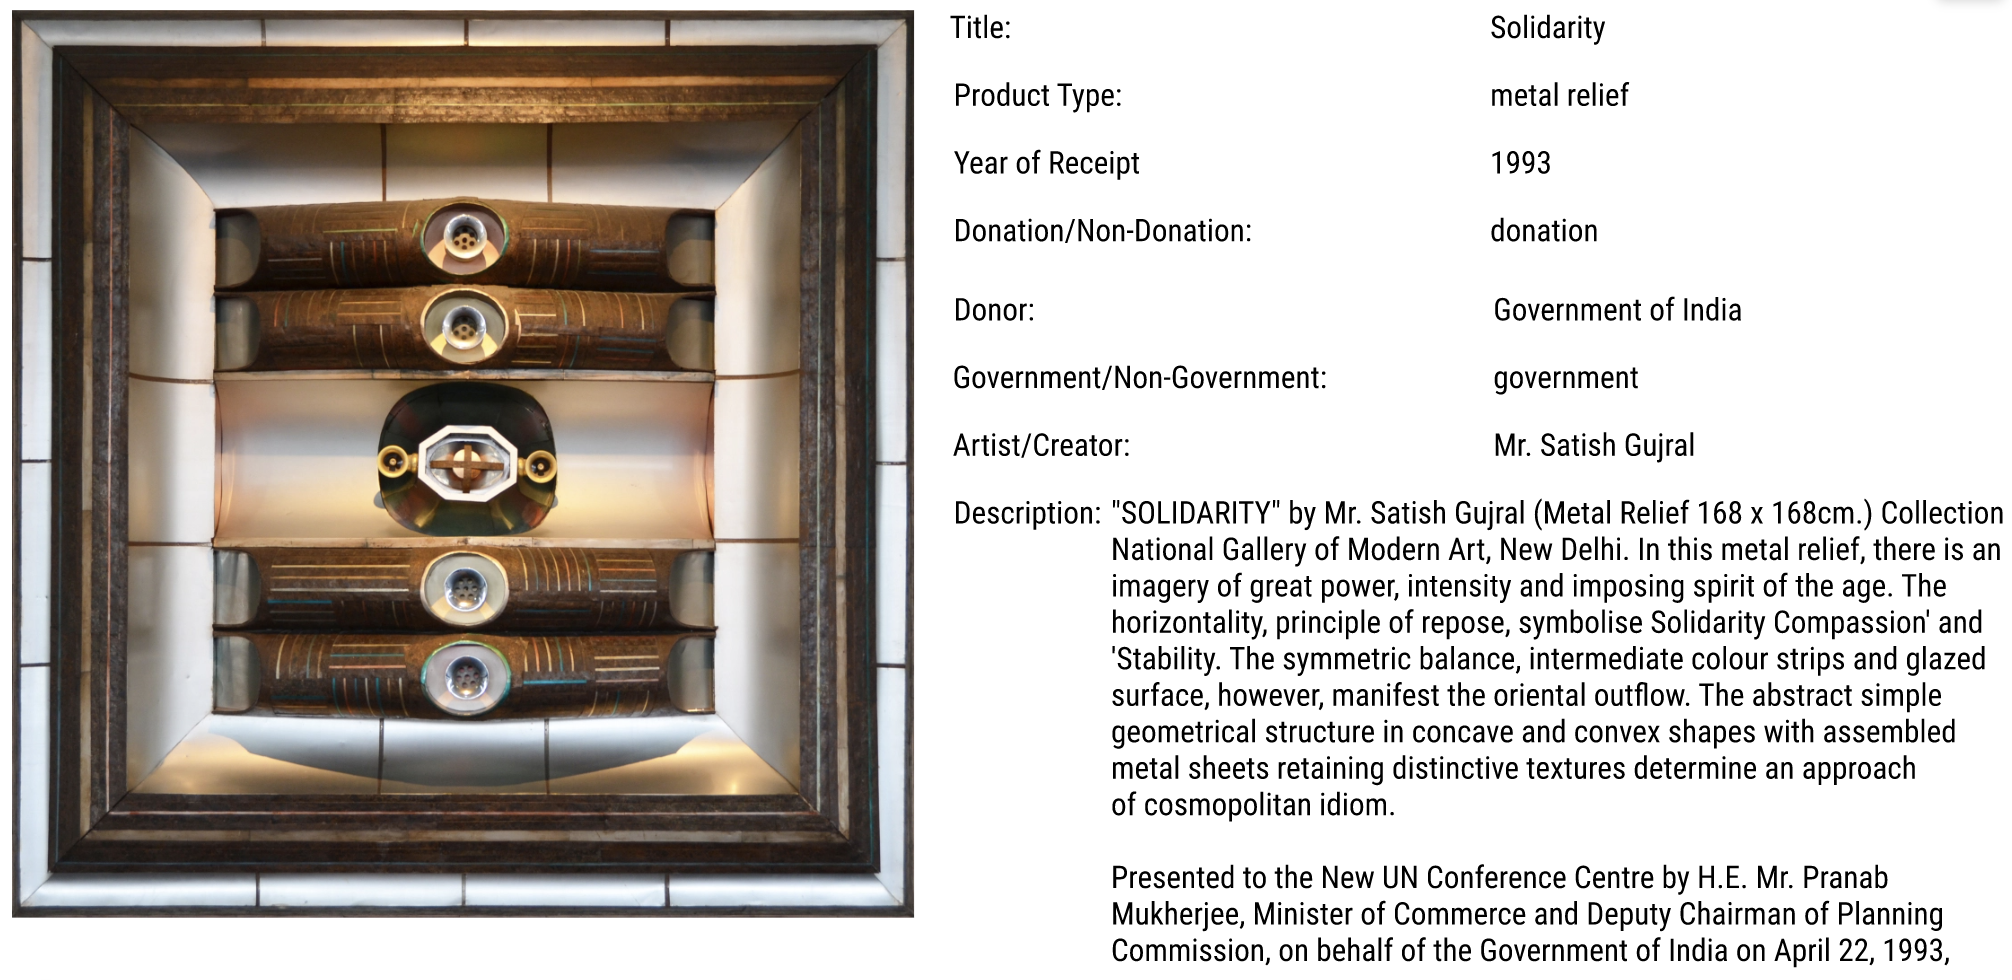 Title: Solidarity
Product Type: metal relief
Year of Receipt 1993
Donation/Non-Donation: donation
Donor: Government of India
Government/Non-Government: government
Artist/Creator: Mr. Satish Gujral
Description: "SOLIDARITY" by Mr. Satish Gujral (Metal Relief 168 x 168cm.) Collection
National Gallery of Modern Art, New Delhi. In this metal relief, there is an
imagery of great power, intensity and imposing spirit of the age. The
horizontality, principle of repose, symbolise Solidarity Compassion' and
'Stability. The symmetric balance, intermediate colour strips and glazed
surface, however, manifest the oriental outflow. The abstract simple
geometrical structure in concave and convex shapes with assembled
metal sheets retaining distinctive textures determine an approach
of cosmopolitan idiom.
Presented to the New UN Conference Centre by H.E. Mr. Pranab
Mukherjee, Minister of Commerce and Deputy Chairman of Planning
Commission, on behalf of the Government of India on April 22, 1993,